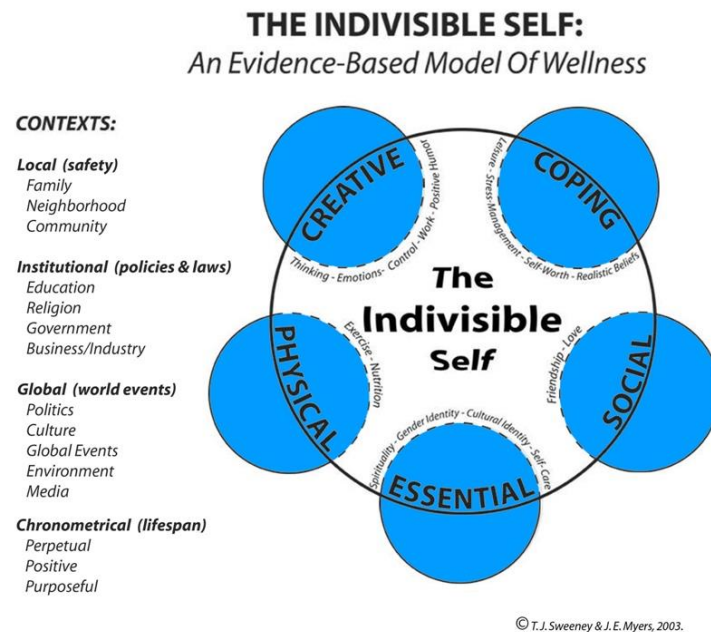 THE INDIVISIBLE SELF:
An Evidence-Based Model Of Wellness
CONTEXTS:
Local (safety)
Family
Neighborhood
Community
Institutional (policies & laws)
Education
Religion
Government
Business/Industry
Global (world events)
Politics
Culture
Global Events
Environment
Media
Chronometrical (lifespan)
Perpetual
Positive
Purposeful
CREATIVE
Thinking - Emotions- Control - Work - Positive Humor
COPING
Leisure - Stress-Management - Self-Worth - Realistic Beliefs
The
Indivisible
Self
PHYSICAL
Exercise - Nutrition
SOCIAL
Friendship - Love
Spirituality - Gender Identity - Cultural Identity - Self- Care
ESSENTIAL
© T.J. Sweeney & J.E. Myers, 2003.